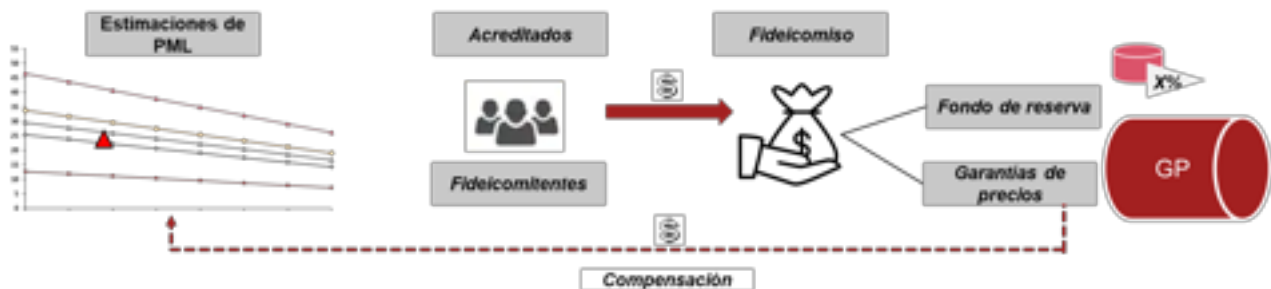 Estimaciones de
PML
Acreditados
Fideicomiso
X%
Fondo de reserva
Fideicomitentes
Garantías de
precios
GP
$
Compensación